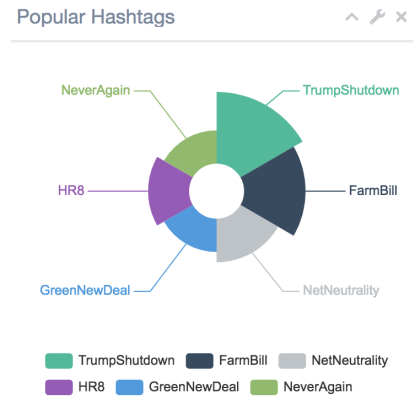 Popular Hashtags
NeverAgain
TrumpShutdown
HR8
FarmBill
GreenNewDeal
NetNeutrality
TrumpShutdown FarmBill NetNeutrality
HR8 GreenNewDeal NeverAgain